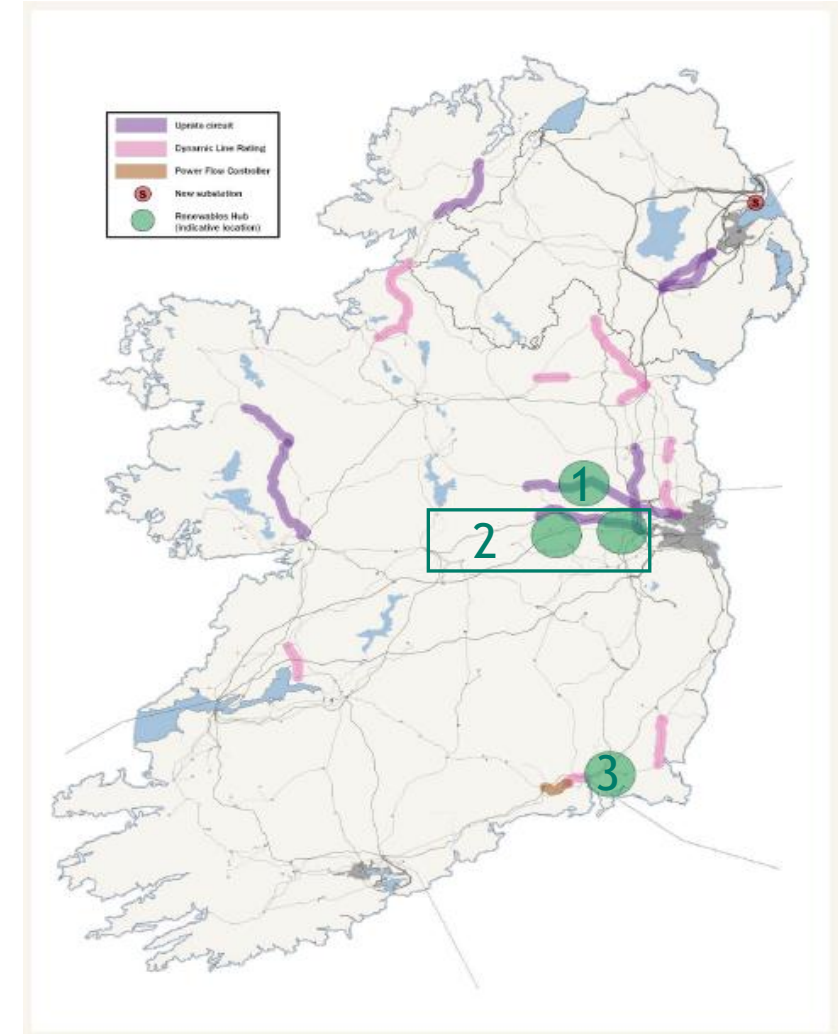 Uprate circuit
Dynamic Line Rating
Power Flow Controller
S
New substation
Renewables Hub
(indicative location)
S
1
2
3